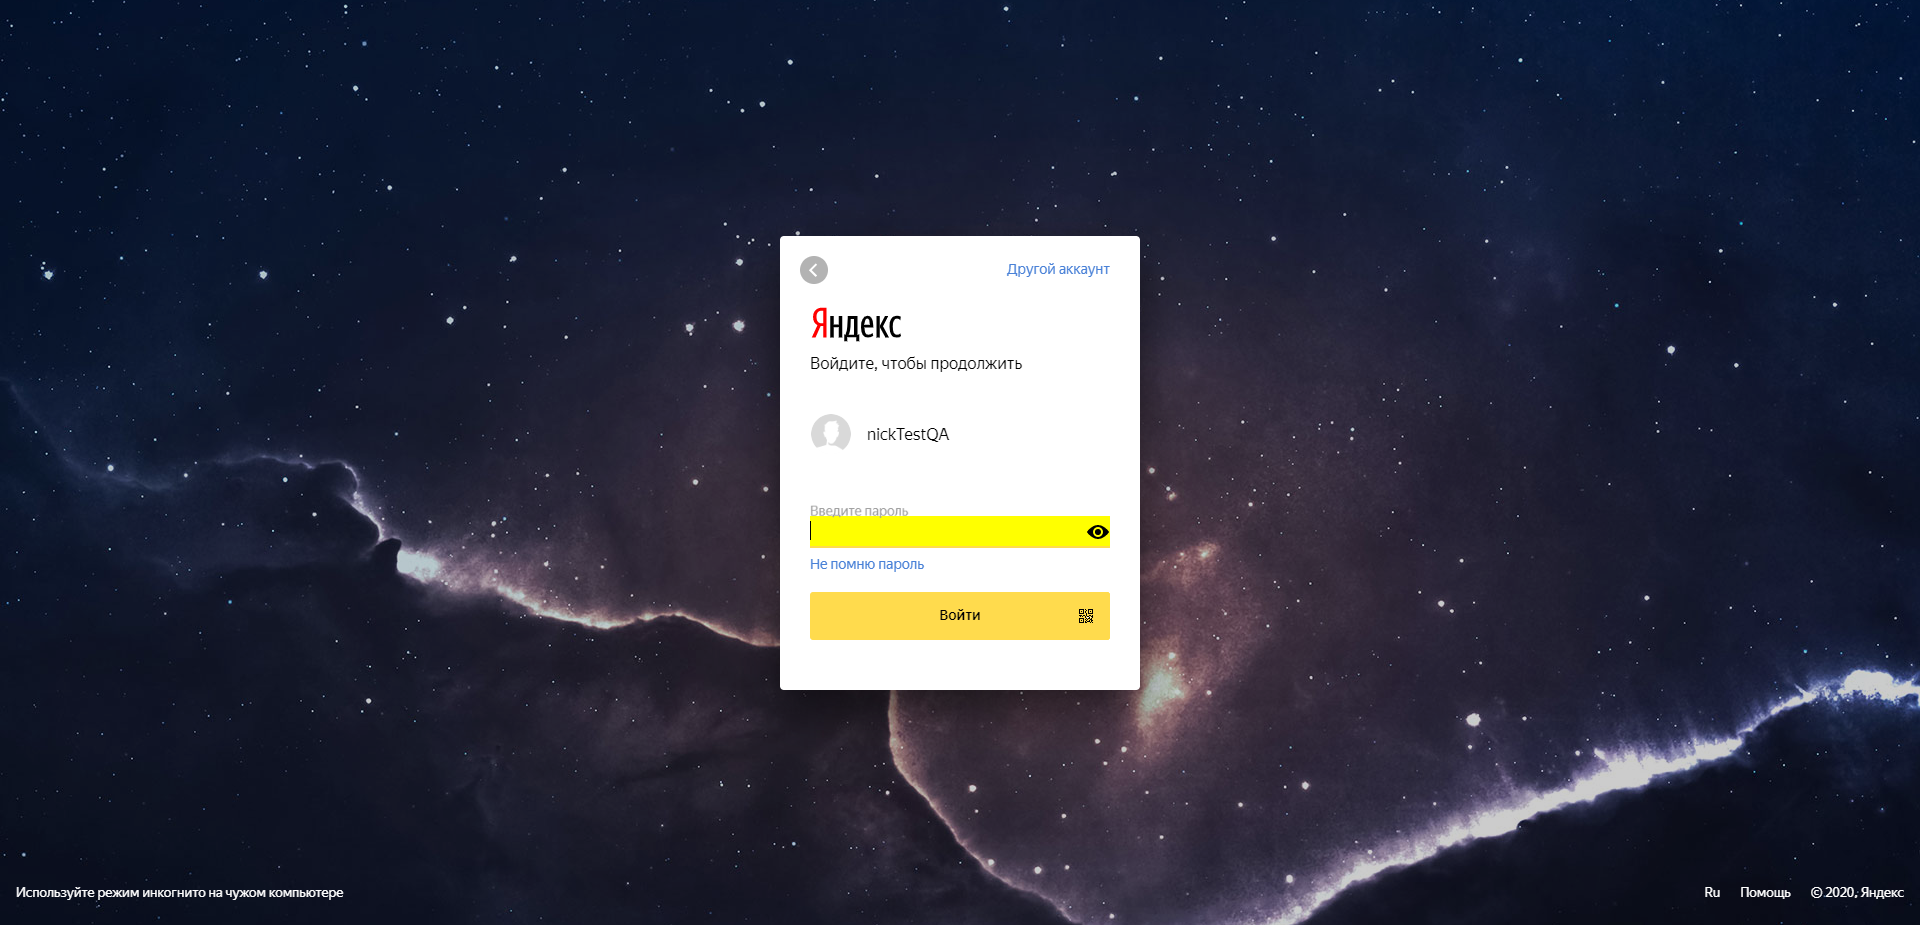 Другой аккаунт
Яндекс
Войдите, чтобы продолжить
nickTestQA
Введите пароль
Не помню пароль
Войти
Используйте режим инкогнито на чужом компьютере
Ru Помощь © 2020, Яндекс